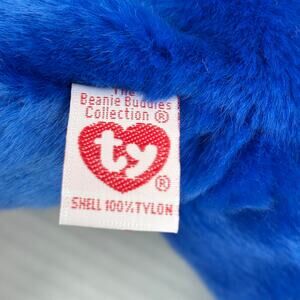 The
Beanie Buddies
Collection ®
ty
®
SHELL 100% TYLON